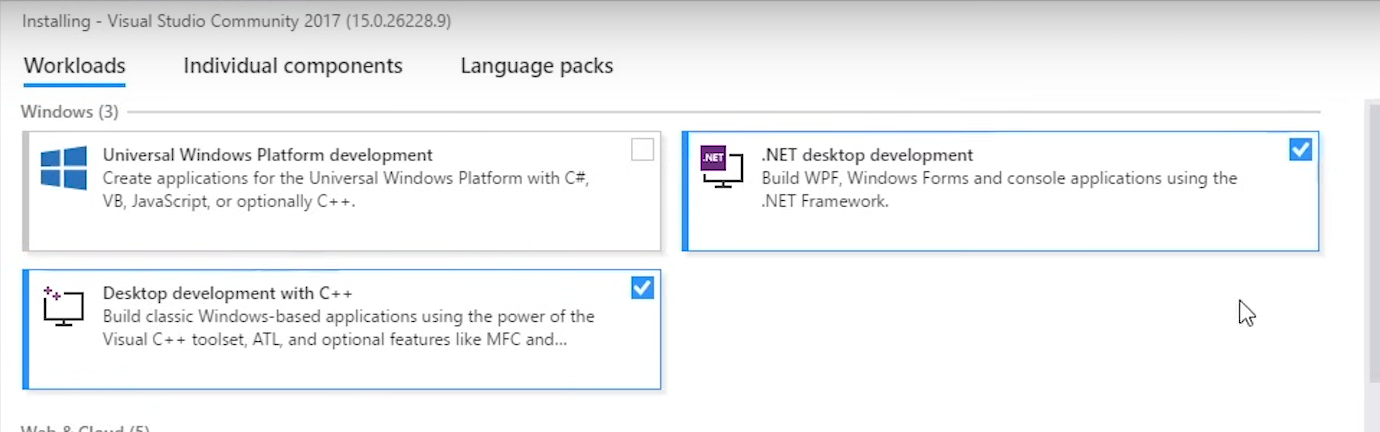 Installing - Visual Studio Community 2017 (15.0.26228.9)
Workloads
Individual components
Language packs
Windows (3)
Universal Windows Platform development
Create applications for the Universal Windows Platform with C#,
VB, JavaScript, or optionally C++.
.NET
.NET desktop development
Build WPF, Windows Forms and console applications using the
.NET Framework.
Desktop development with C++
Build classic Windows-based applications using the power of the
Visual C++ toolset, ATL, and optional features like MFC and...
Web & Cloud (5)